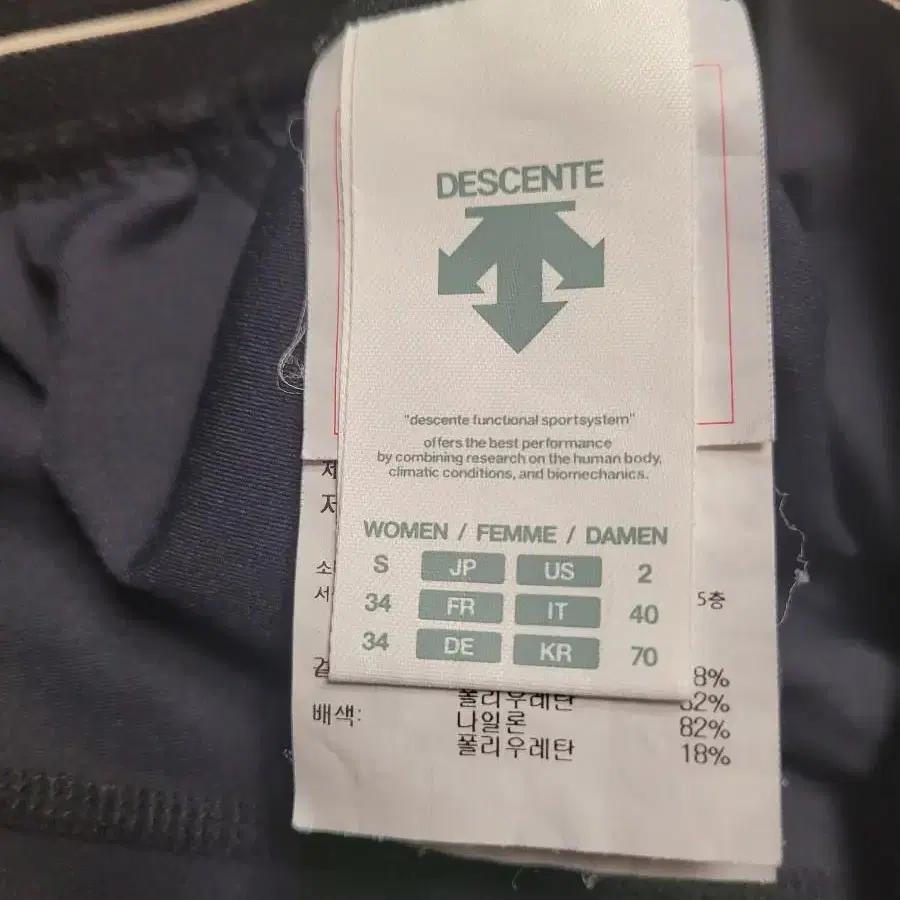 DESCENTE
"descente functional sportsystem"
offers the best performance
by combining research on the human body,
climatic conditions, and biomechanics.
WOMEN / FEMME / DAMEN
S JP US 2
34 FR IT 40
34 DE KR 70
5층
8%
폴리우레탄 32%
배색: 나일론 82%
폴리우레탄 18%